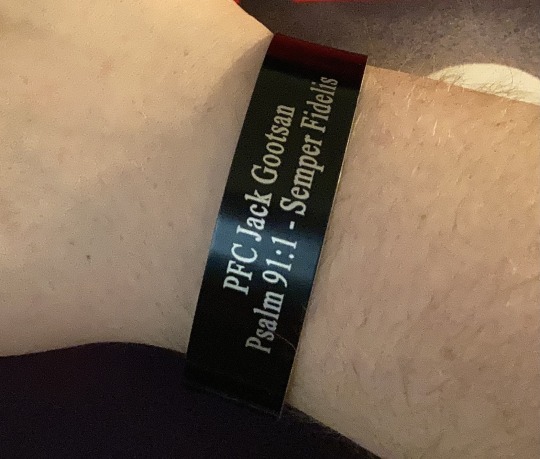 PFC Jack Gootsan
Psalm 91:1 - Semper Fidelis